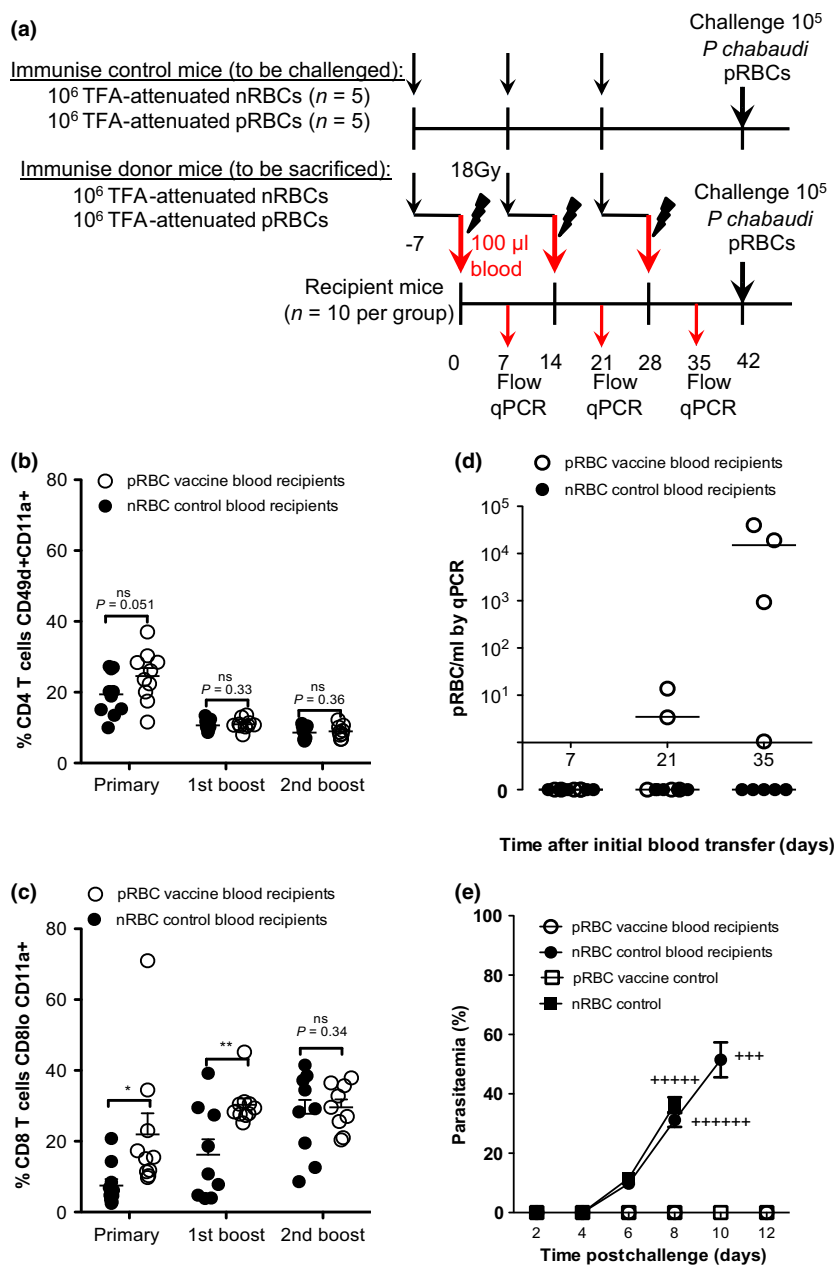 (a)
Immunise control mice (to be challenged):
10⁶ TFA-attenuated nRBCs (n = 5)
10⁶ TFA-attenuated pRBCs (n = 5)
Challenge 10⁵
P chabaudi
pRBCs
Immunise donor mice (to be sacrificed):
10⁶ TFA-attenuated nRBCs
10⁶ TFA-attenuated pRBCs
18Gy
-7
100 µl
blood
Challenge 10⁵
P chabaudi
pRBCs
Recipient mice
(n = 10 per group)
0 7 14 21 28 35 42
Flow Flow Flow
qPCR qPCR qPCR
(b)
80
60
40
20
0
% CD4 T cells CD49d+CD11a+
pRBC vaccine blood recipients
nRBC control blood recipients
ns
P = 0.051
ns
P = 0.33
ns
P = 0.36
Primary 1st boost 2nd boost
(d)
pRBC vaccine blood recipients
nRBC control blood recipients
10⁵
10⁴
10³
10²
10¹
0
pRBC/ml by qPCR
7 21 35
Time after initial blood transfer (days)
(c)
pRBC vaccine blood recipients
nRBC control blood recipients
80
60
40
20
0
% CD8 T cells CD8lo CD11a+
*
**
ns
P = 0.34
Primary 1st boost 2nd boost
(e)
100
80
60
40
20
0
Parasitaemia (%)
pRBC vaccine blood recipients
nRBC control blood recipients
pRBC vaccine control
nRBC control
+++++
+++
++++++
2 4 6 8 10 12
Time postchallenge (days)